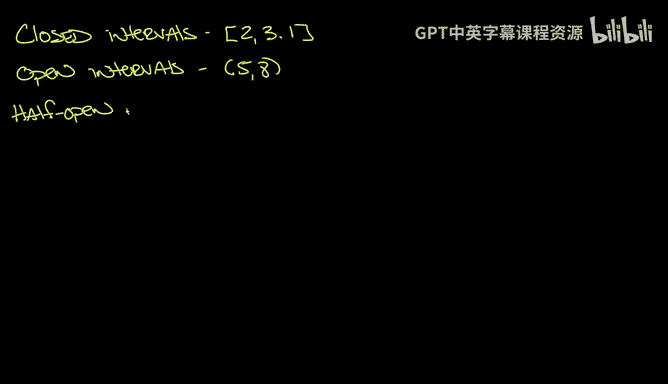 Closed intervals - [2, 3.1]
GPT中英字幕课程资源 bilibili
Open intervals - (5, 8)
Half-open